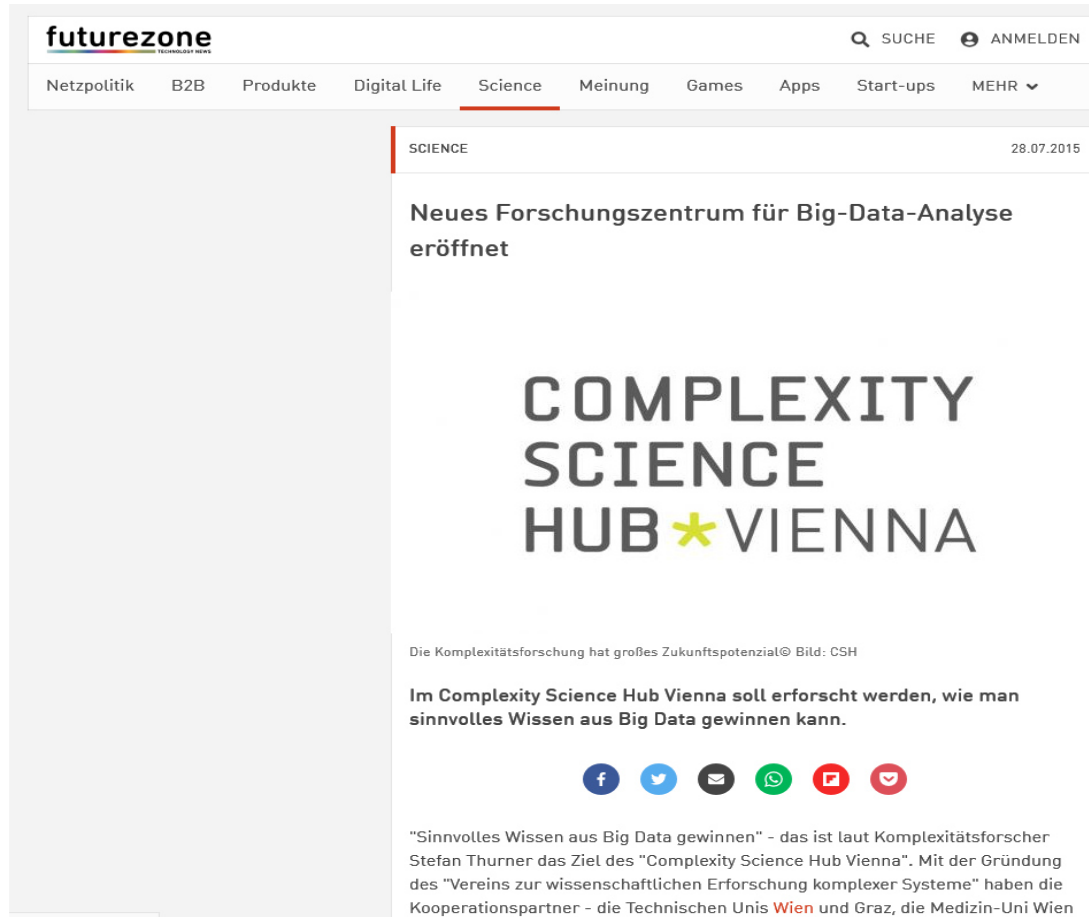 futurezone
TECHNOLOGY NEWS
SUCHE ANMELDEN
Netzpolitik B2B Produkte Digital Life Science Meinung Games Apps Start-ups MEHR
SCIENCE 28.07.2015
Neues Forschungszentrum für Big-Data-Analyse
eröffnet
COMPLEXITY
SCIENCE
HUB*VIENNA
Die Komplexitätsforschung hat großes Zukunftspotenzial© Bild: CSH
Im Complexity Science Hub Vienna soll erforscht werden, wie man
sinnvolles Wissen aus Big Data gewinnen kann.
"Sinnvolles Wissen aus Big Data gewinnen" - das ist laut Komplexitätsforscher
Stefan Thurner das Ziel des "Complexity Science Hub Vienna". Mit der Gründung
des "Vereins zur wissenschaftlichen Erforschung komplexer Systeme" haben die
Kooperationspartner - die Technischen Unis Wien und Graz, die Medizin-Uni Wien